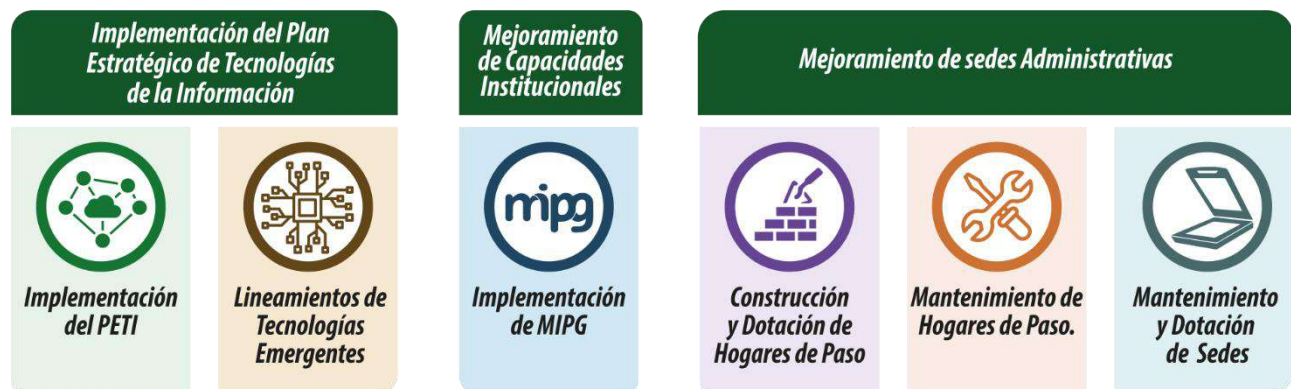 Implementación del Plan
Estratégico de Tecnologías
de la Información
Mejoramiento
de Capacidades
Institucionales
Mejoramiento de sedes Administrativas
Implementación
del PETI
Lineamientos de
Tecnologías
Emergentes
mipg
Implementación
de MIPG
Construcción
y Dotación de
Hogares de Paso
Mantenimiento de
Hogares de Paso.
Mantenimiento
y Dotación
de Sedes